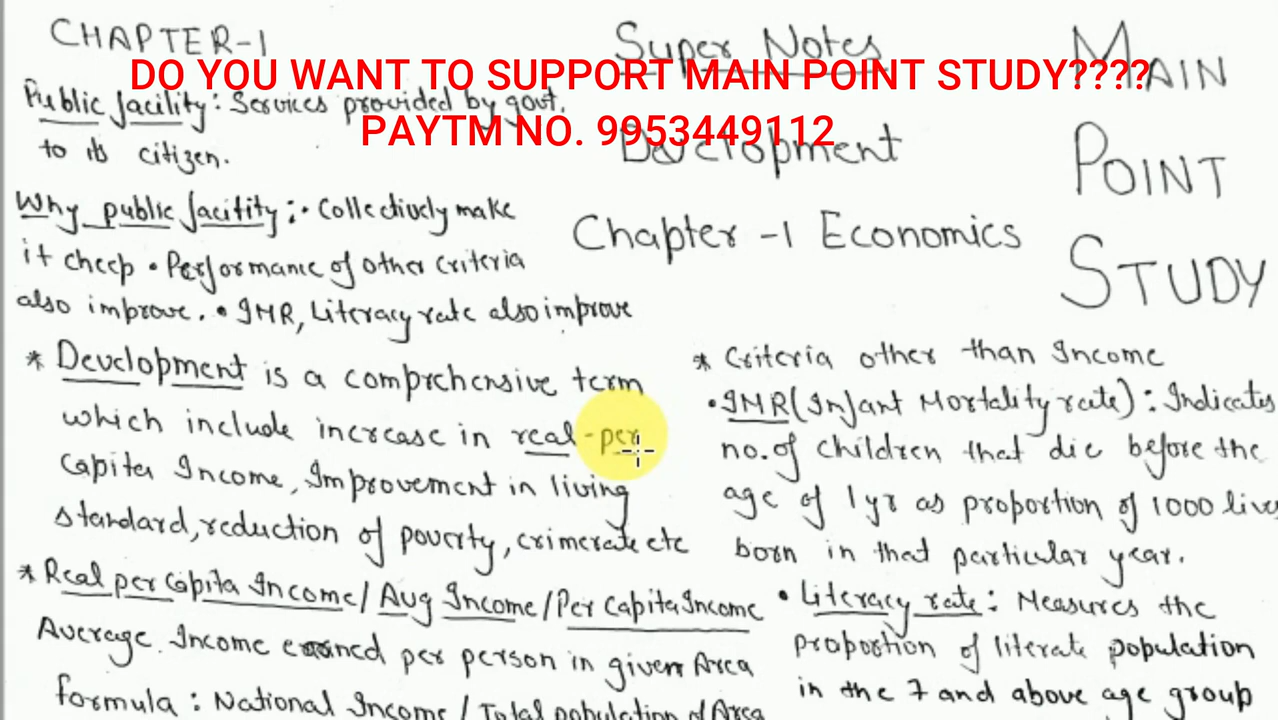 CHAPTER-1
Super Notes
MAIN
POINT
STUDY
DO YOU WANT TO SUPPORT MAIN POINT STUDY????
PAYTM NO. 9953449112
Development
Chapter -1 Economics
Public facility: Services provided by govt.
to its citizen.
Why public facitity:• Collectively make
it cheep • Performance of other criteria
also improve. • IMR, Literacy rate also improve
* Development is a comprehensive term
which include increase in real-per
capita Income, Improvement in living
standard, reduction of poverty, crimerate etc
* Real per capita Income/Avg Income/Per Capita Income
Average Income earned per person in given Area
formula: National Income / Total population of Area
* Criteria other than Income
• IMR (Infant Mortality rate): Indicates
no. of children that die before the
age of 1yr as proportion of 1000 live
born in that particular year.
• Literacy rate: Measures the
proportion of literate population
in the 7 and above age group